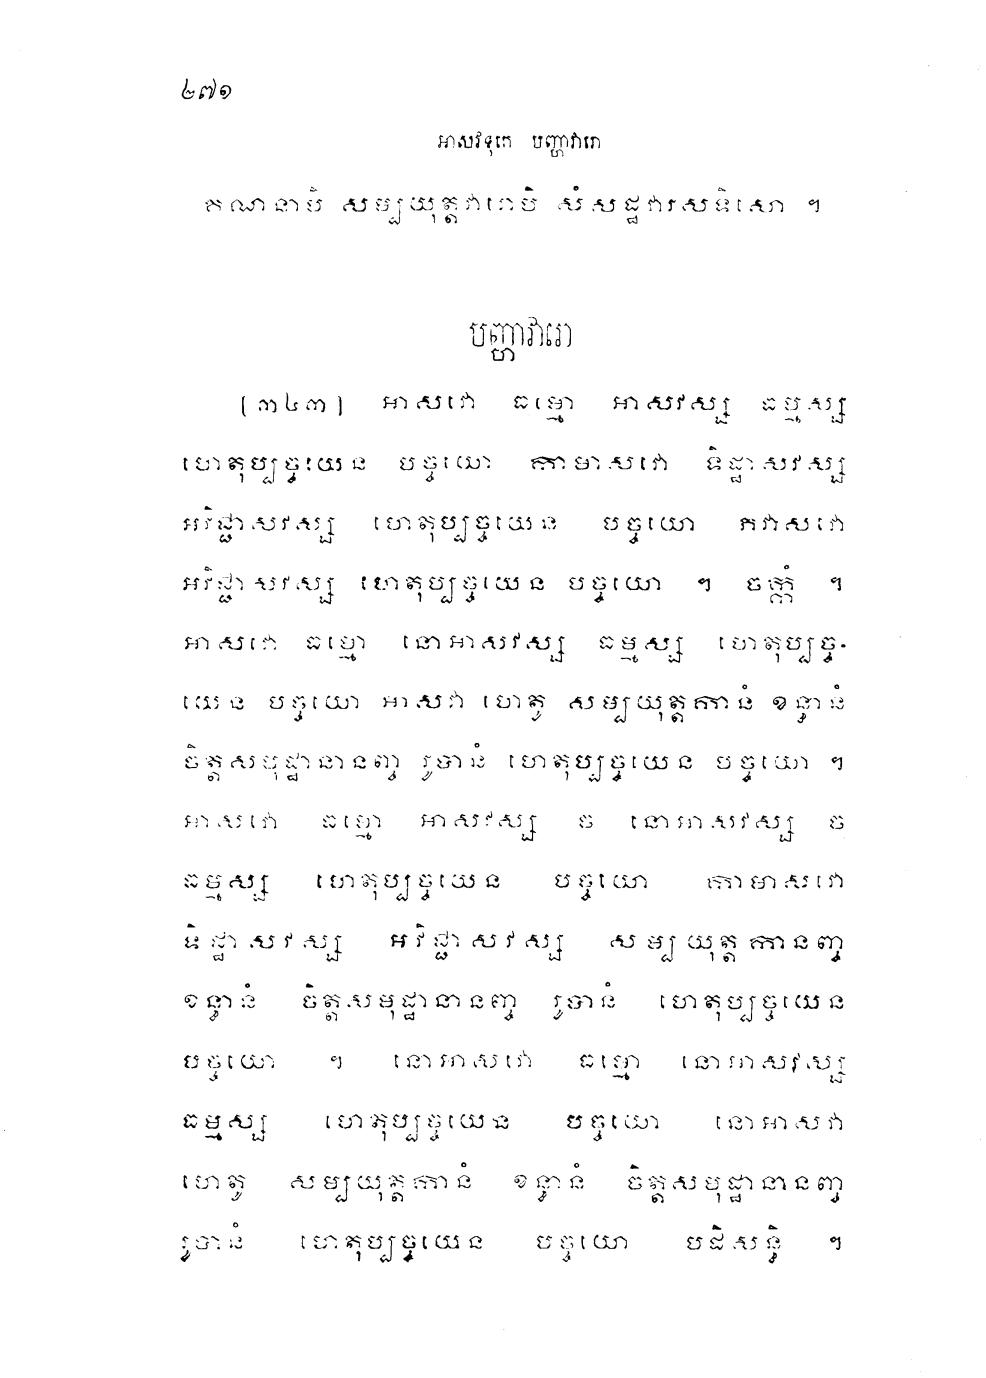 ២៧១
អាសវទុកេ បញ្ហាវារោ
គណនាបិ សម្បយុត្តវារោបិ សំសដ្ឋវារសទិសោ ។
បញ្ហាវារោ
[៣៤៣] អាសវោ ធម្មោ អាសវស្ស ធម្មស្ស
ហេតុប្បច្ចយេន បច្ចយោ កាមាសវោ ទិដ្ឋាសវស្ស
អវិជ្ជាសវស្ស ហេតុប្បច្ចយេន បច្ចយោ ភវាសវោ
អវិជ្ជាសវស្ស ហេតុប្បច្ចយេន បច្ចយោ ។ ចក្កំ ។
អាសវោ ធម្មោ នោអាសវស្ស ធម្មស្ស ហេតុប្បច្ច-
យេន បច្ចយោ អាសវា ហេតូ សម្បយុត្តកានំ ខន្ធានំ
ចិត្តសមុដ្ឋានានញ្ច រូបានំ ហេតុប្បច្ចយេន បច្ចយោ ។
អាសវោ ធម្មោ អាសវស្ស ច នោអាសវស្ស ច
ធម្មស្ស ហេតុប្បច្ចយេន បច្ចយោ កាមាសវោ
ទិដ្ឋាសវស្ស អវិជ្ជាសវស្ស សម្បយុត្តកានញ្ច
ខន្ធានំ ចិត្តសមុដ្ឋានានញ្ច រូបានំ ហេតុប្បច្ចយេន
បច្ចយោ ។ នោអាសវោ ធម្មោ នោអាសវស្ស
ធម្មស្ស ហេតុប្បច្ចយេន បច្ចយោ នោអាសវា
ហេតូ សម្បយុត្តកានំ ខន្ធានំ ចិត្តសមុដ្ឋានានញ្ច
រូបានំ ហេតុប្បច្ចយេន បច្ចយោ បដិសន្ធិ ។